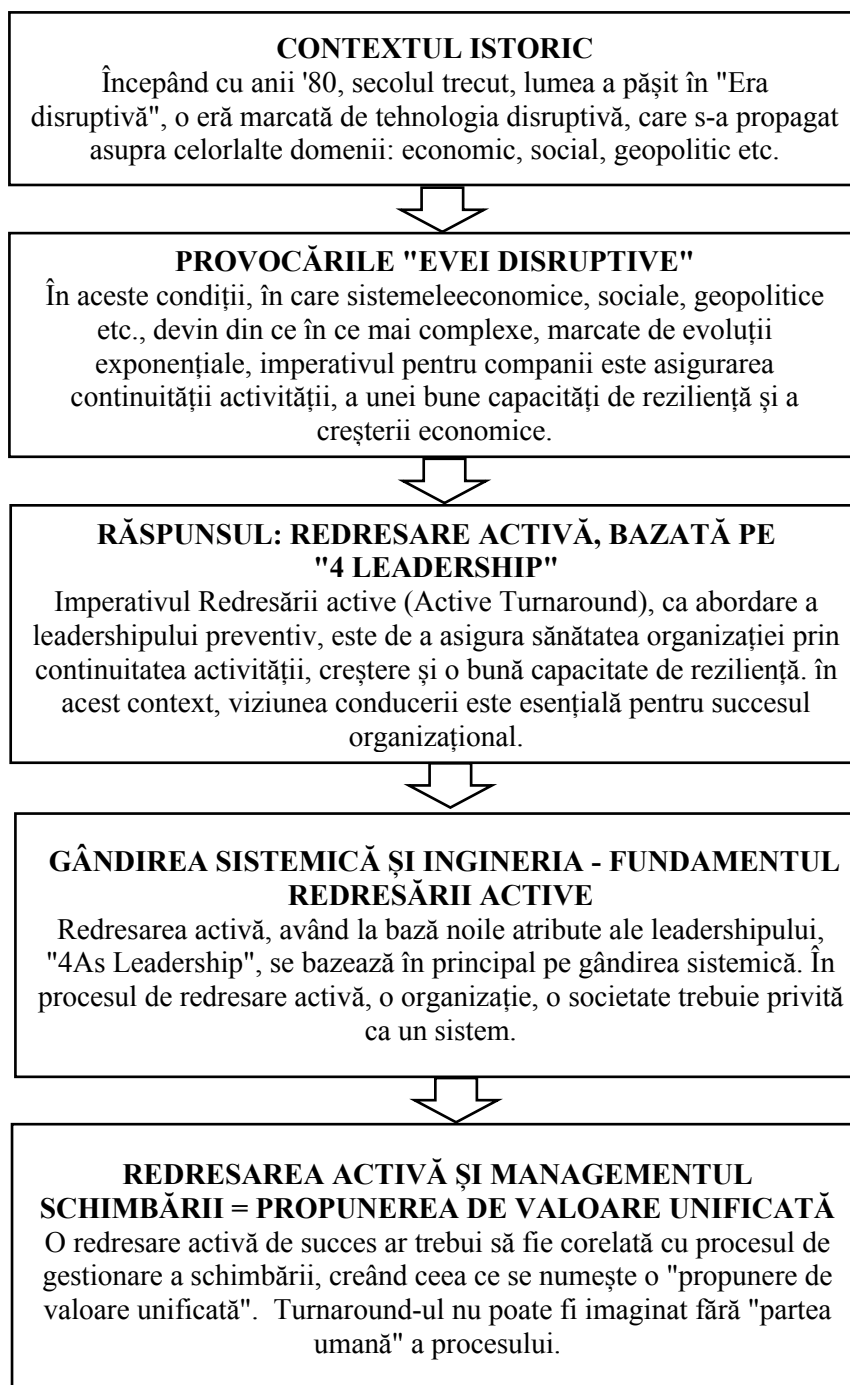 CONTEXTUL ISTORIC
Începând cu anii '80, secolul trecut, lumea a pășit în "Era
disruptivă", o eră marcată de tehnologia disruptivă, care s-a propagat
asupra celorlalte domenii: economic, social, geopolitic etc.
PROVOCĂRILE "EVEI DISRUPTIVE"
În aceste condiții, în care sistemeleeconomice, sociale, geopolitice
etc., devin din ce în ce mai complexe, marcate de evoluții
exponențiale, imperativul pentru companii este asigurarea
continuității activității, a unei bune capacități de reziliență și a
creșterii economice.
RĂSPUNSUL: REDRESARE ACTIVĂ, BAZATĂ PE
"4 LEADERSHIP"
Imperativul Redresării active (Active Turnaround), ca abordare a
leadershipului preventiv, este de a asigura sănătatea organizației prin
continuitatea activității, creștere și o bună capacitate de reziliență. în
acest context, viziunea conducerii este esențială pentru succesul
organizațional.
GÂNDIREA SISTEMICĂ ȘI INGINERIA - FUNDAMENTUL
REDRESĂRII ACTIVE
Redresarea activă, având la bază noile atribute ale leadershipului,
"4As Leadership", se bazează în principal pe gândirea sistemică. În
procesul de redresare activă, o organizație, o societate trebuie privită
ca un sistem.
REDRESAREA ACTIVĂ ȘI MANAGEMENTUL
SCHIMBĂRII = PROPUNEREA DE VALOARE UNIFICATĂ
O redresare activă de succes ar trebui să fie corelată cu procesul de
gestionare a schimbării, creând ceea ce se numește o "propunere de
valoare unificată". Turnaround-ul nu poate fi imaginat fără "partea
umană" a procesului.